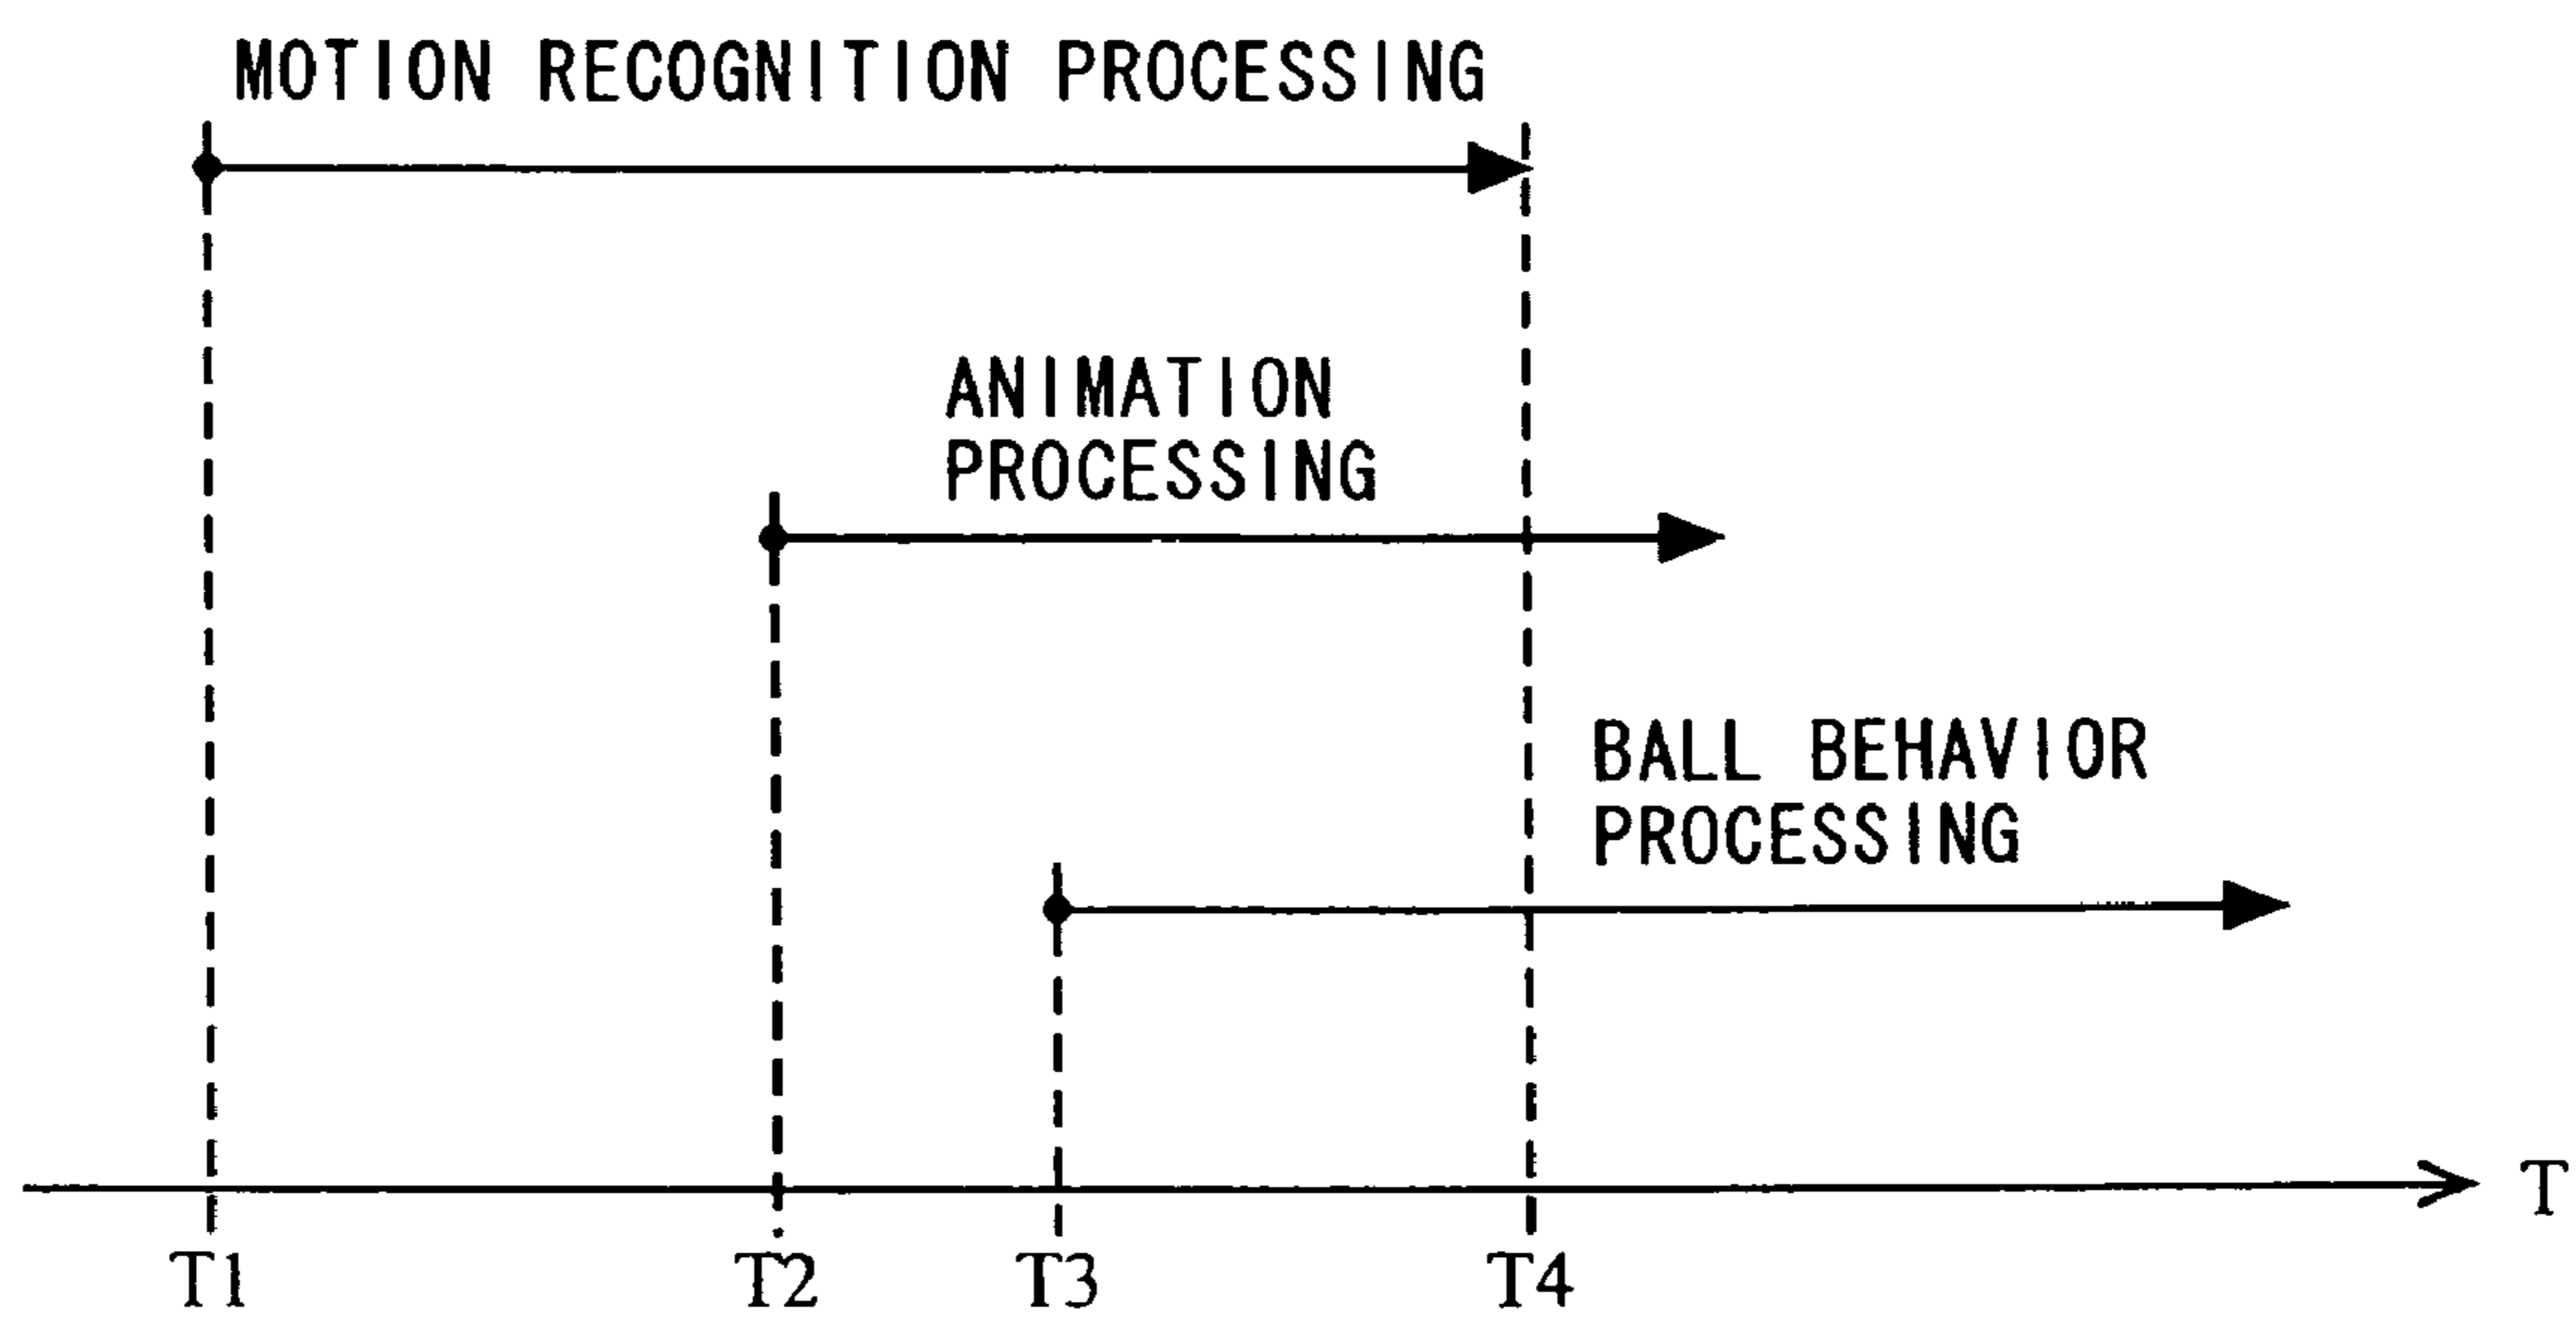 MOTION RECOGNITION PROCESSING
ANIMATION
PROCESSING
BALL BEHAVIOR
PROCESSING
T
T1 T2 T3 T4